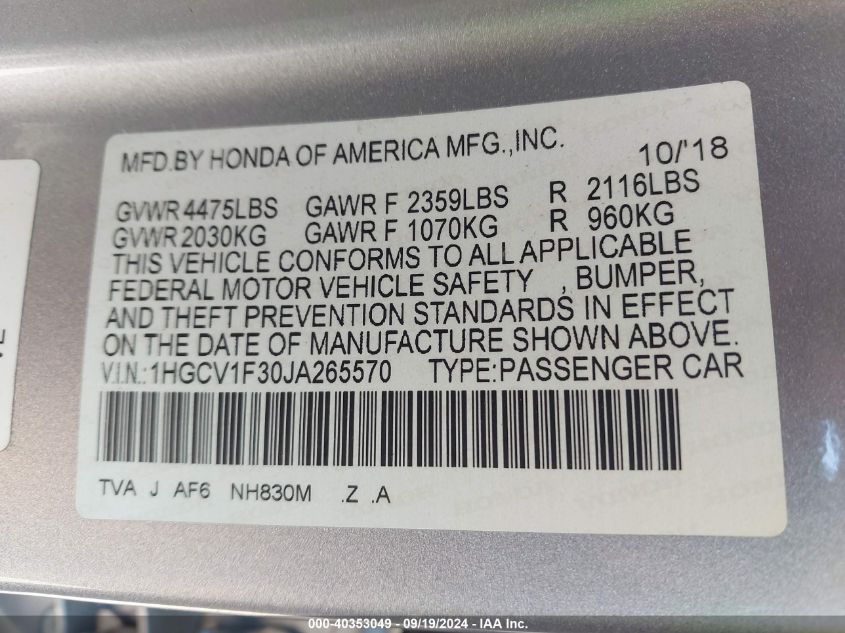 MFD.BY HONDA OF AMERICA MFG.,INC. 10/'18
GVWR 4475LBS GAWR F 2359LBS R 2116LBS
GVWR 2030KG GAWR F 1070KG R 960KG
THIS VEHICLE CONFORMS TO ALL APPLICABLE
FEDERAL MOTOR VEHICLE SAFETY , BUMPER,
AND THEFT PREVENTION STANDARDS IN EFFECT
ON THE DATE OF MANUFACTURE SHOWN ABOVE.
V.I.N.:1HGCV1F30JA265570 TYPE:PASSENGER CAR
TVA J AF6 NH830M .Z .A
000-40353049 - 09/19/2024 - IAA Inc.